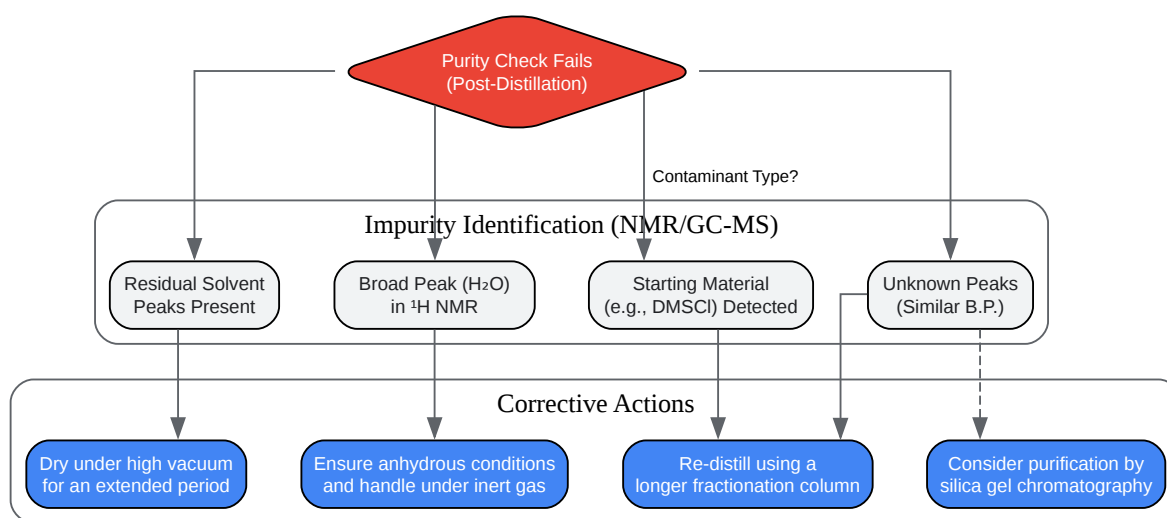 Purity Check Fails
(Post-Distillation)
Contaminant Type?
Impurity Identification (NMR/GC-MS)
Residual Solvent
Peaks Present
Broad Peak (H₂O)
in ¹H NMR
Starting Material
(e.g., DMSCl) Detected
Unknown Peaks
(Similar B.P.)
Corrective Actions
Dry under high vacuum
for an extended period
Ensure anhydrous conditions
and handle under inert gas
Re-distill using a
longer fractionation column
Consider purification by
silica gel chromatography